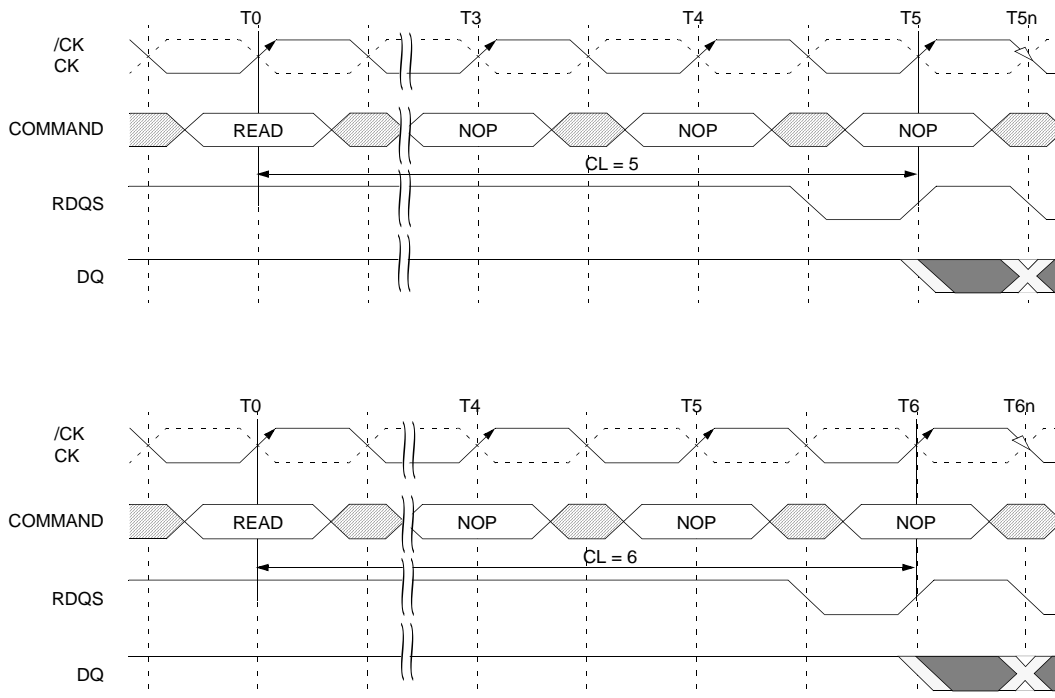 T0 T3 T4 T5 T5n
/CK
CK
COMMAND READ NOP NOP NOP
CL = 5
RDQS
DQ
T0 T4 T5 T6 T6n
/CK
CK
COMMAND READ NOP NOP NOP
CL = 6
RDQS
DQ